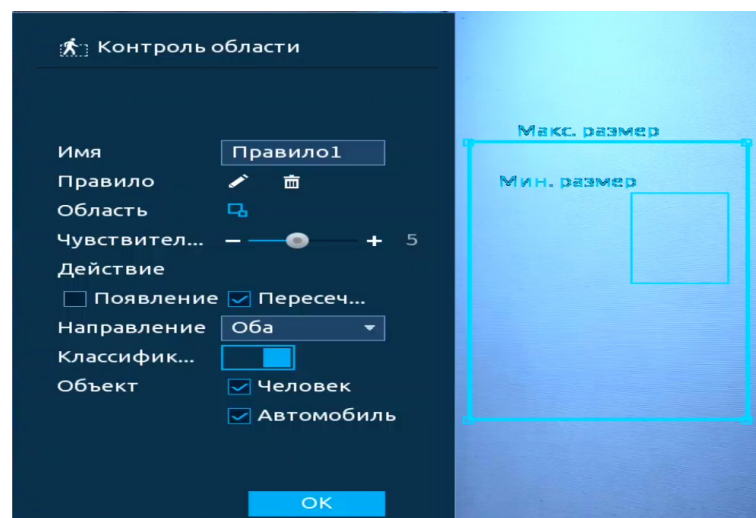 Контроль области
Макс. размер
Имя Правило1
Мин. размер
Правило
Область
Чувствител... 5
Действие
Появление Пересеч...
Направление Оба
Классифик...
Объект Человек
Автомобиль
OK